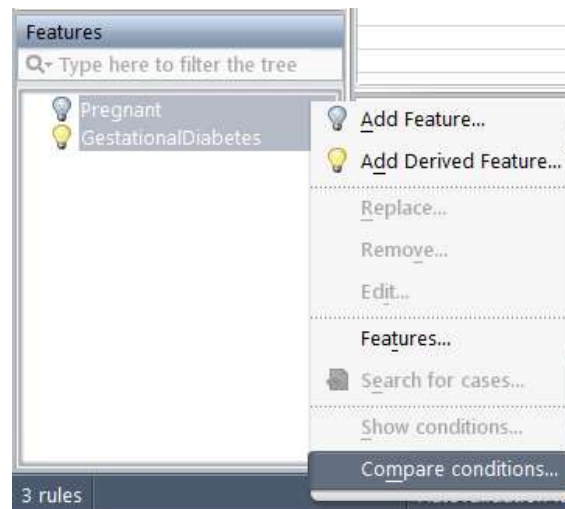 Features
Type here to filter the tree
Pregnant
GestationalDiabetes
Add Feature...
Add Derived Feature...
Replace...
Remove...
Edit...
Features...
Search for cases...
Show conditions...
Compare conditions...
3 rules